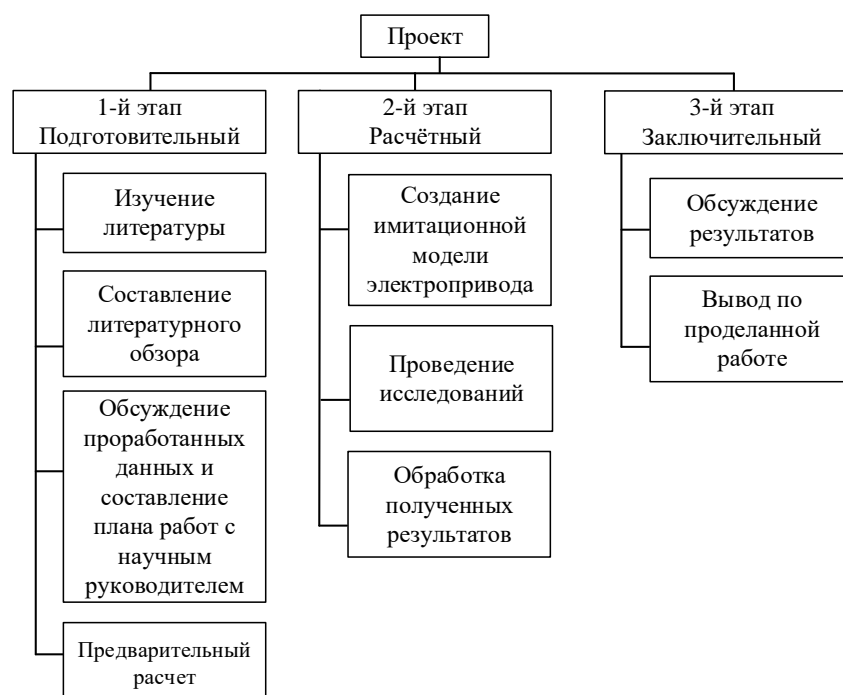 Проект
1-й этап
Подготовительный
Изучение
литературы
Составление
литературного
обзора
Обсуждение
проработанных
данных и
составление
плана работ с
научным
руководителем
Предварительный
расчет
2-й этап
Расчётный
Создание
имитационной
модели
электропривода
Проведение
исследований
Обработка
полученных
результатов
3-й этап
Заключительный
Обсуждение
результатов
Вывод по
проделанной
работе